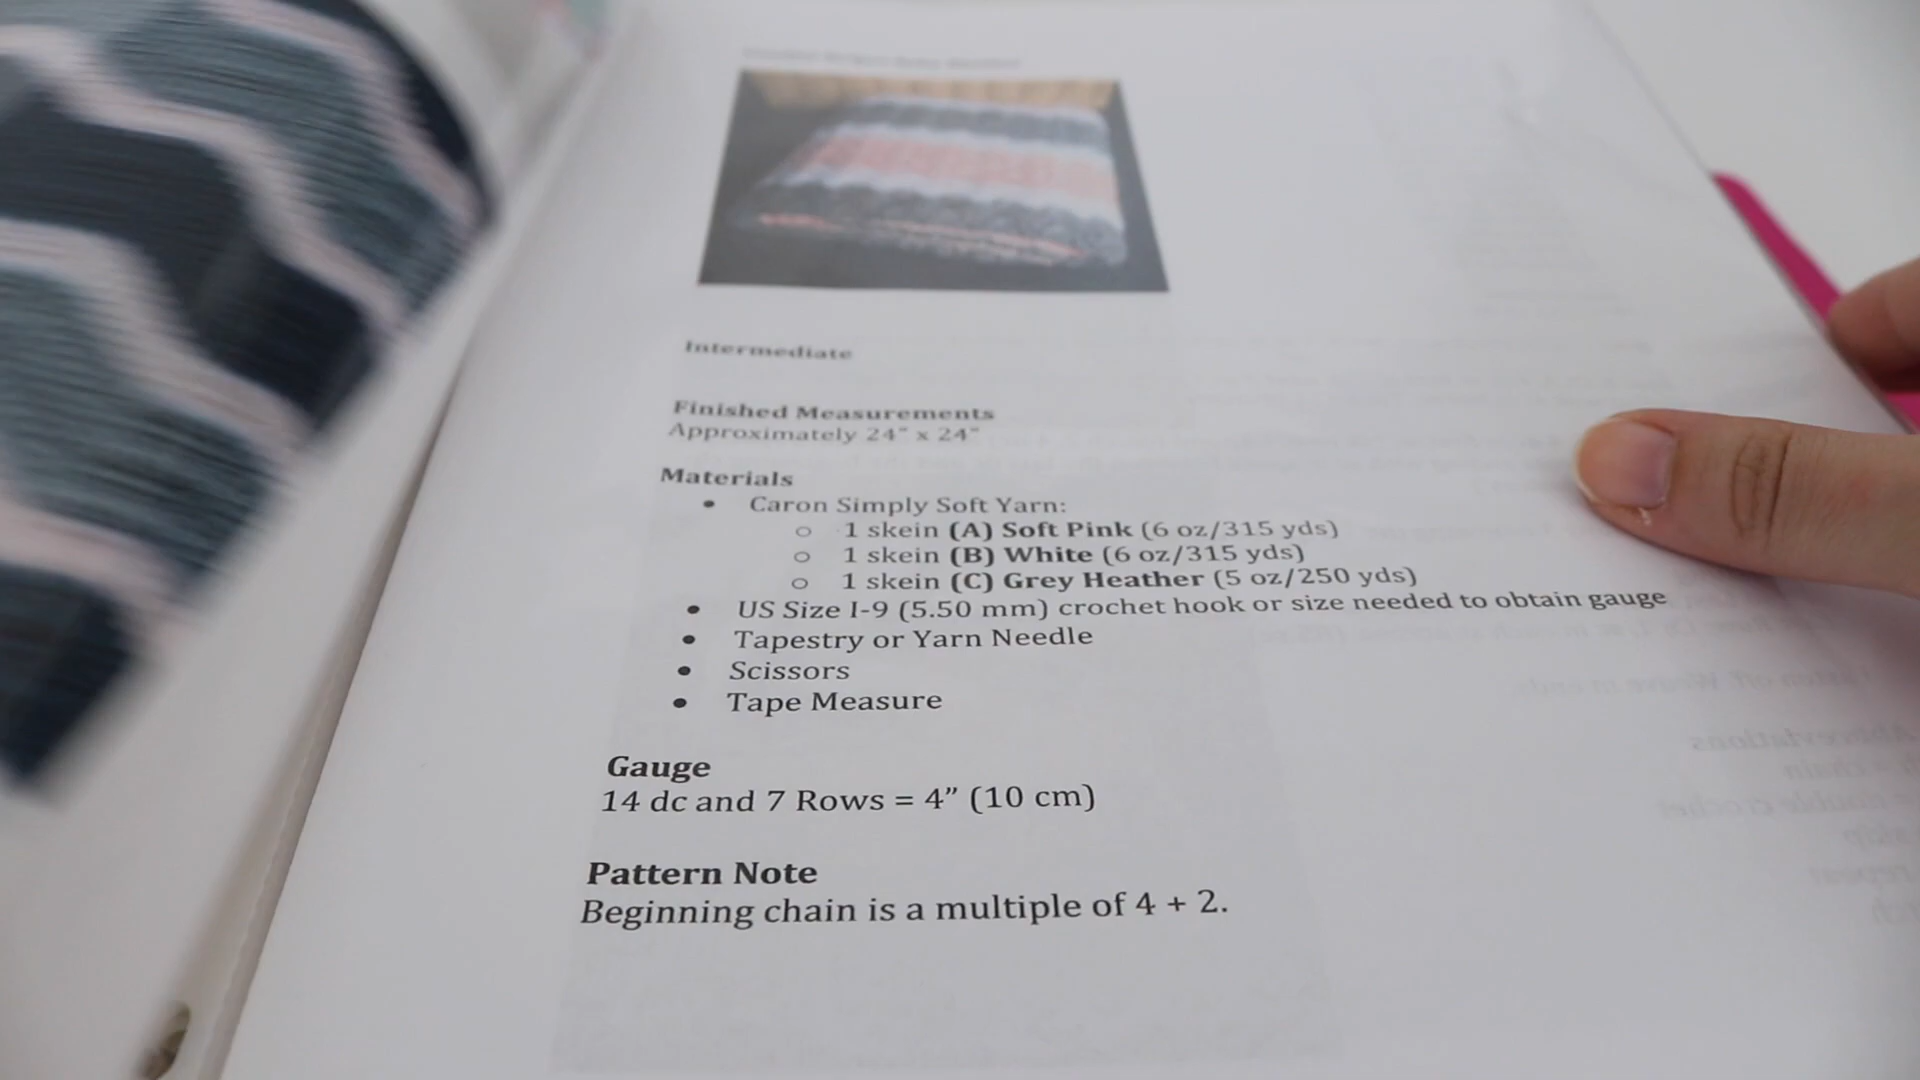 Intermediate
Finished Measurements
Approximately 24" x 24"
Materials
• Caron Simply Soft Yarn:
○ 1 skein (A) Soft Pink (6 oz/315 yds)
○ 1 skein (B) White (6 oz/315 yds)
○ 1 skein (C) Grey Heather (5 oz/250 yds)
• US Size I-9 (5.50 mm) crochet hook or size needed to obtain gauge
• Tapestry or Yarn Needle
• Scissors
• Tape Measure
Gauge
14 dc and 7 Rows = 4” (10 cm)
Pattern Note
Beginning chain is a multiple of 4 + 2.